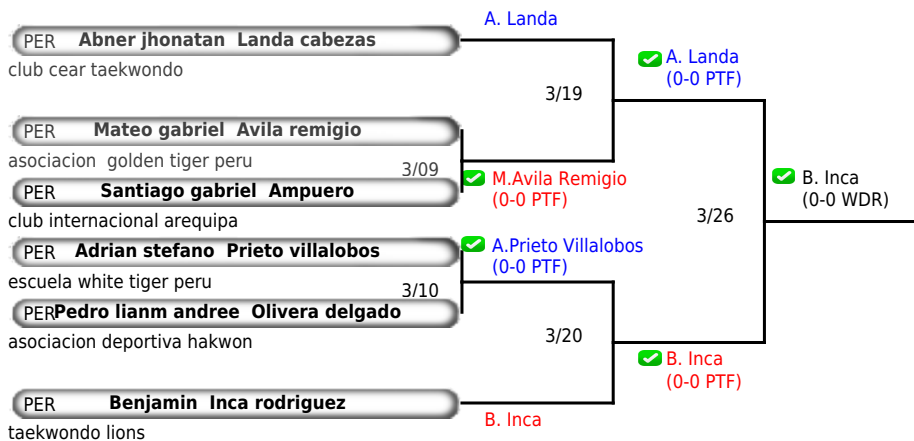 A. Landa
PER Abner jhonatan Landa cabezas
club cear taekwondo
A. Landa
(0-0 PTF)
3/19
PER Mateo gabriel Avila remigio
asociacion golden tiger peru
3/09
M.Avila Remigio
(0-0 PTF)
PER Santiago gabriel Ampuero
club internacional arequipa
B. Inca
(0-0 WDR)
3/26
PER Adrian stefano Prieto villalobos
escuela white tiger peru
A.Prieto Villalobos
(0-0 PTF)
3/10
PER Pedro lianm andree Olivera delgado
asociacion deportiva hakwon
3/20
B. Inca
(0-0 PTF)
PER Benjamin Inca rodriguez
taekwondo lions
B. Inca